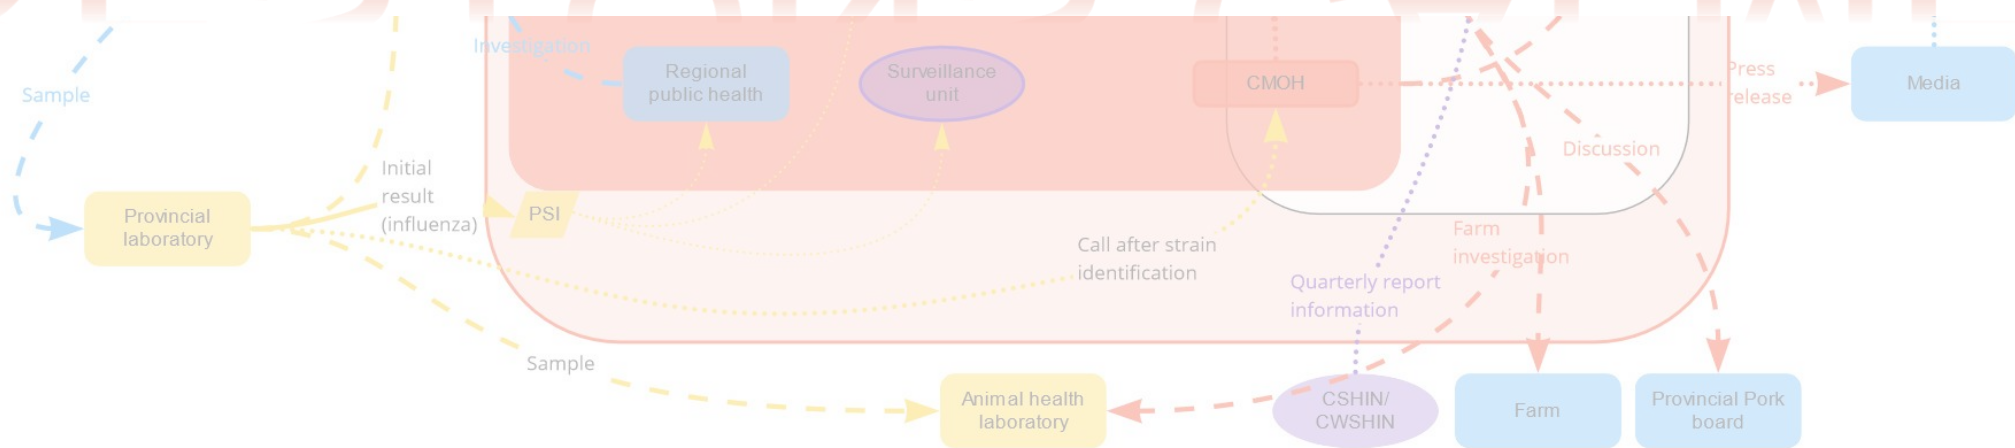 Investigation
Regional
public health
Surveillance
unit
CMOH
Press
release
Media
Sample
Discussion
Initial
result
(influenza)
Provincial
laboratory
PSI
Call after strain
identification
Farm
investigation
Quarterly report
information
Sample
Animal health
laboratory
CSHIN/
CWSHIN
Farm
Provincial Pork
board